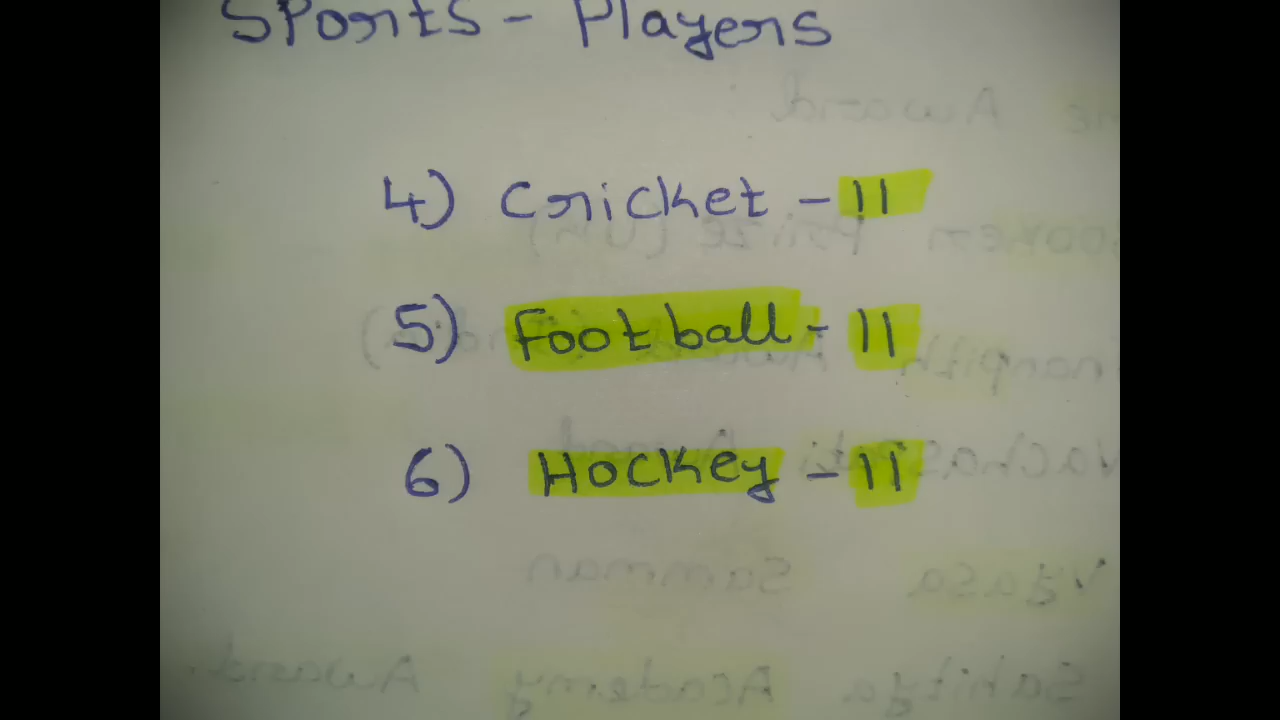 Sports - Players
4) Cricket - 11
5) Football - 11
6) Hockey - 11